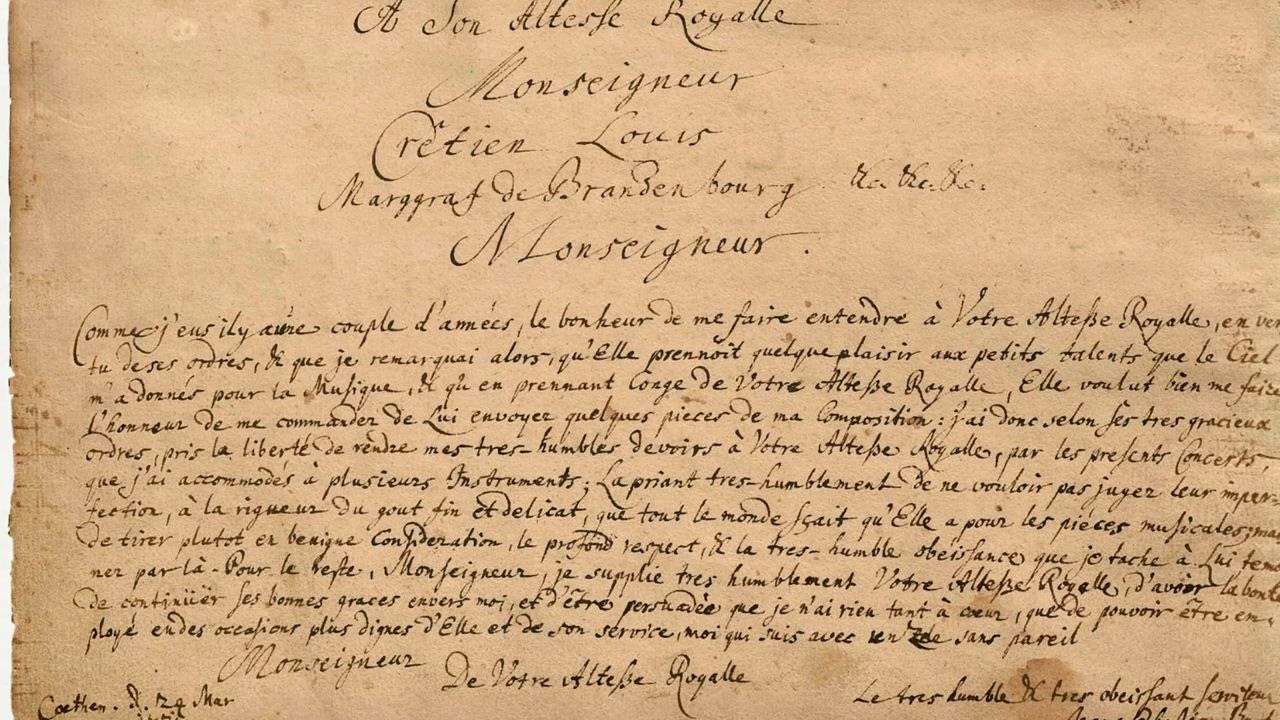 A Son Altesse Royalle
Monseigneur
Crêtien Louis
Marggraf de Brandenbourg &c. &c. &c.
Monseigneur.
Comme j'eus il y a une couple d'années, le bonheur de me faire entendre à Votre Alteße Royalle, en ver
tu de ses ordres, & que je remarquai alors, qu'Elle prennoit quelque plaisir aux petits talents que le Ciel
m'a donnés pour la Musique, & qu'en prennant Conge de Votre Alteße Royalle, Elle voulut bien me faire
l'honneur de me commander de Lui envoyer quelques pieces de ma Composition: j'ai donc selon ses tres gracieux
ordres, pris la liberté de rendre mes tres-humbles devoirs à Votre Alteße Royalle, par les presents Concerts,
que j'ai accommodés à plusieurs Instruments; La priant tres-humblement de ne vouloir pas juger leur imper-
fection, à la rigueur du gout fin et delicat, que tout le monde sçait qu'Elle a pour les piéces musicales; mai
de tirer plutot en benigne Consideration, le profond respect, & la tres-humble obeissance que je tache à Lui temo
ner par là. Pour le reste, Monseigneur, je supplie tres humblement Votre Alteße Royalle, d'avoir la bonté
de continüer ses bonnes graces envers moi, et d'être persuadée que je n'ai rien tant à cœur, que de pouvoir être em-
ployé en des occasions plus dignes d'Elle et de son service, moi qui suis avec un zele sans pareil
Monseigneur
De Votre Alteße Royalle
Coethen. d. 24 Mar
Le tres humble & tres obeissant serviteur